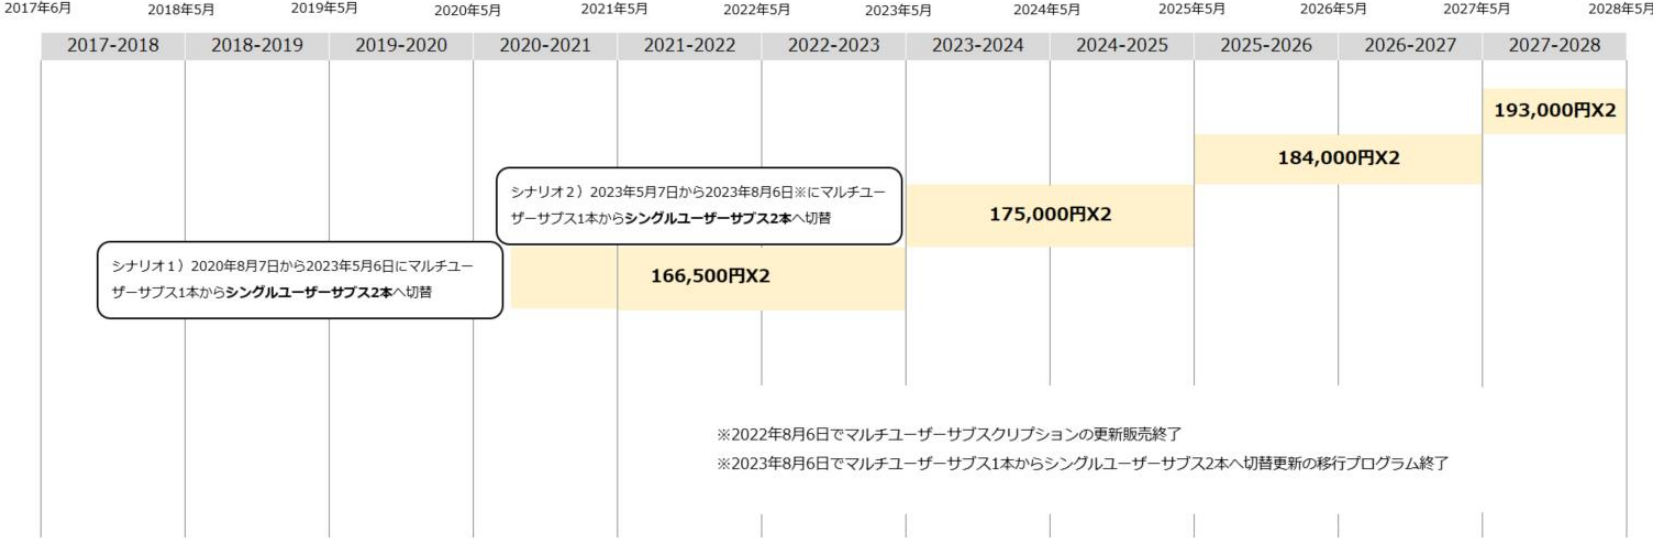 2017年6月 2018年5月 2019年5月 2020年5月 2021年5月 2022年5月 2023年5月 2024年5月 2025年5月 2026年5月 2027年5月 2028年5月
2017-2018 2018-2019 2019-2020 2020-2021 2021-2022 2022-2023 2023-2024 2024-2025 2025-2026 2026-2027 2027-2028
193,000円X2
184,000円X2
シナリオ２）2023年5月7日から2023年8月6日※にマルチユー
ザーサブス1本からシングルユーザーサブス2本へ切替
175,000円X2
シナリオ１）2020年8月7日から2023年5月6日にマルチユー
ザーサブス1本からシングルユーザーサブス2本へ切替
166,500円X2
※2022年8月6日でマルチユーザーサブスクリプションの更新販売終了
※2023年8月6日でマルチユーザーサブス1本からシングルユーザーサブス2本へ切替更新の移行プログラム終了